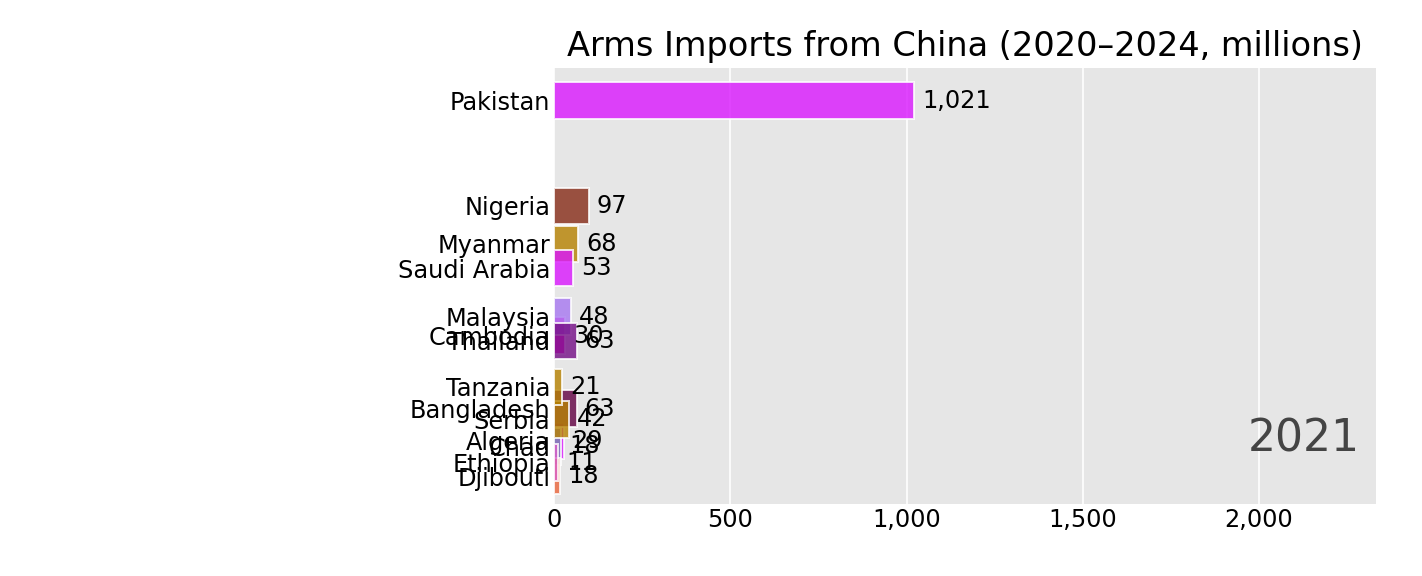 Arms Imports from China (2020–2024, millions)
Pakistan 1,021
Nigeria 97
Myanmar 68
Saudi Arabia 53
Malaysia 48
Cambodia 30
Thailand 63
Tanzania 21
Bangladesh 63
Serbia 42
Algeria 29
Chad 18
Ethiopia 11
Djibouti 18
2021
0 500 1,000 1,500 2,000